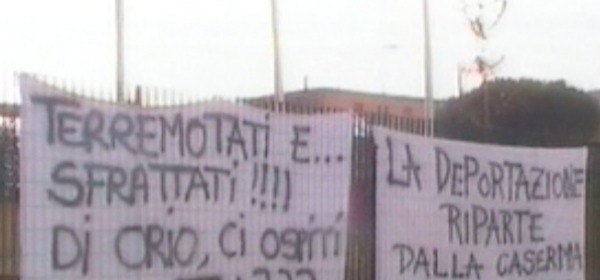 TERREMOTATI E...
SFRATTATI!!!!
DI ORIO, CI OSPITI
???
LA DEPORTAZIONE
RIPARTE
DALLA CASERMA